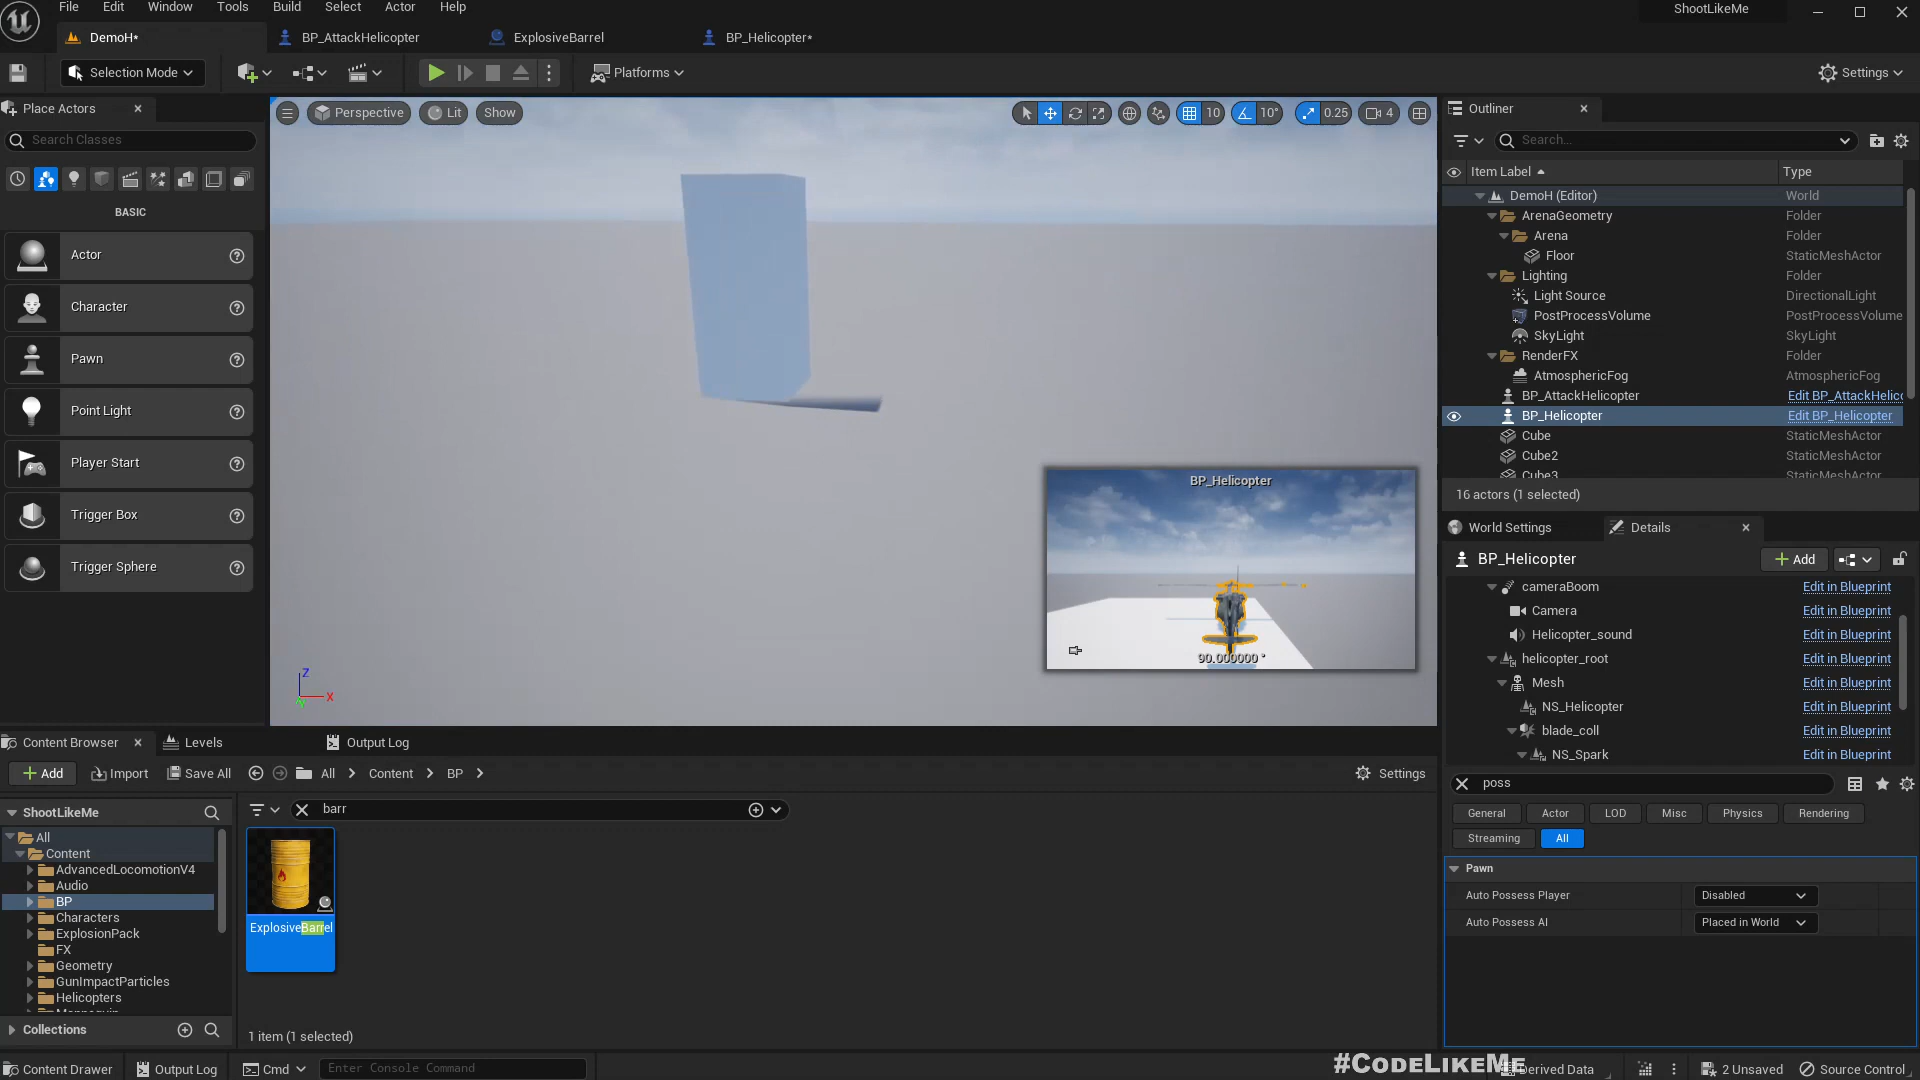 File Edit Window Tools Build Select Actor Help
ShootLikeMe
DemoH* BP_AttackHelicopter ExplosiveBarrel BP_Helicopter*
Selection Mode Platforms Settings
Place Actors
Search Classes
BASIC
Actor
Character
Pawn
Point Light
Player Start
Trigger Box
Trigger Sphere
Perspective Lit Show
10 10° 0.25 4
BP_Helicopter
90.000000 °
Outliner
Search...
Item Label Type
DemoH (Editor) World
ArenaGeometry Folder
Arena Folder
Floor StaticMeshActor
Lighting Folder
Light Source DirectionalLight
PostProcessVolume PostProcessVolume
SkyLight SkyLight
RenderFX Folder
AtmosphericFog AtmosphericFog
BP_AttackHelicopter Edit BP_AttackHelico
BP_Helicopter Edit BP_Helicopter
Cube StaticMeshActor
Cube2 StaticMeshActor
Cube3 StaticMeshActor
16 actors (1 selected)
World Settings Details
BP_Helicopter Add
cameraBoom Edit in Blueprint
Camera Edit in Blueprint
Helicopter_sound Edit in Blueprint
helicopter_root Edit in Blueprint
Mesh Edit in Blueprint
NS_Helicopter Edit in Blueprint
blade_coll Edit in Blueprint
NS_Spark Edit in Blueprint
poss
General Actor LOD Misc Physics Rendering
Streaming All
Pawn
Auto Possess Player Disabled
Auto Possess AI Placed in World
Content Browser Levels Output Log
Add Import Save All All Content BP Settings
ShootLikeMe
barr
All
Content
AdvancedLocomotionV4
Audio
BP
Characters
ExplosionPack
FX
Geometry
GunImpactParticles
Helicopters
Collections
ExplosiveBarrel
1 item (1 selected)
Content Drawer Output Log Cmd Enter Console Command
#CodeLikeMe
Derived Data 2 Unsaved Source Control